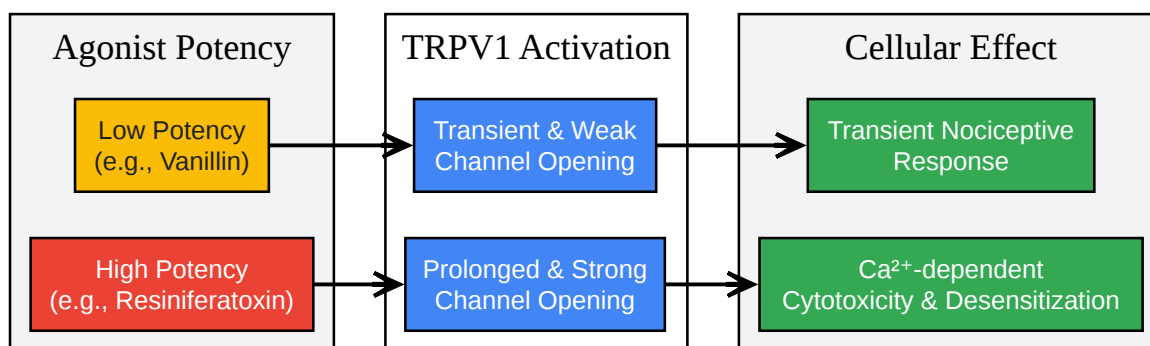 Agonist Potency
TRPV1 Activation
Cellular Effect
Low Potency
(e.g., Vanillin)
Transient & Weak
Channel Opening
Transient Nociceptive
Response
High Potency
(e.g., Resiniferatoxin)
Prolonged & Strong
Channel Opening
Ca²⁺-dependent
Cytotoxicity & Desensitization